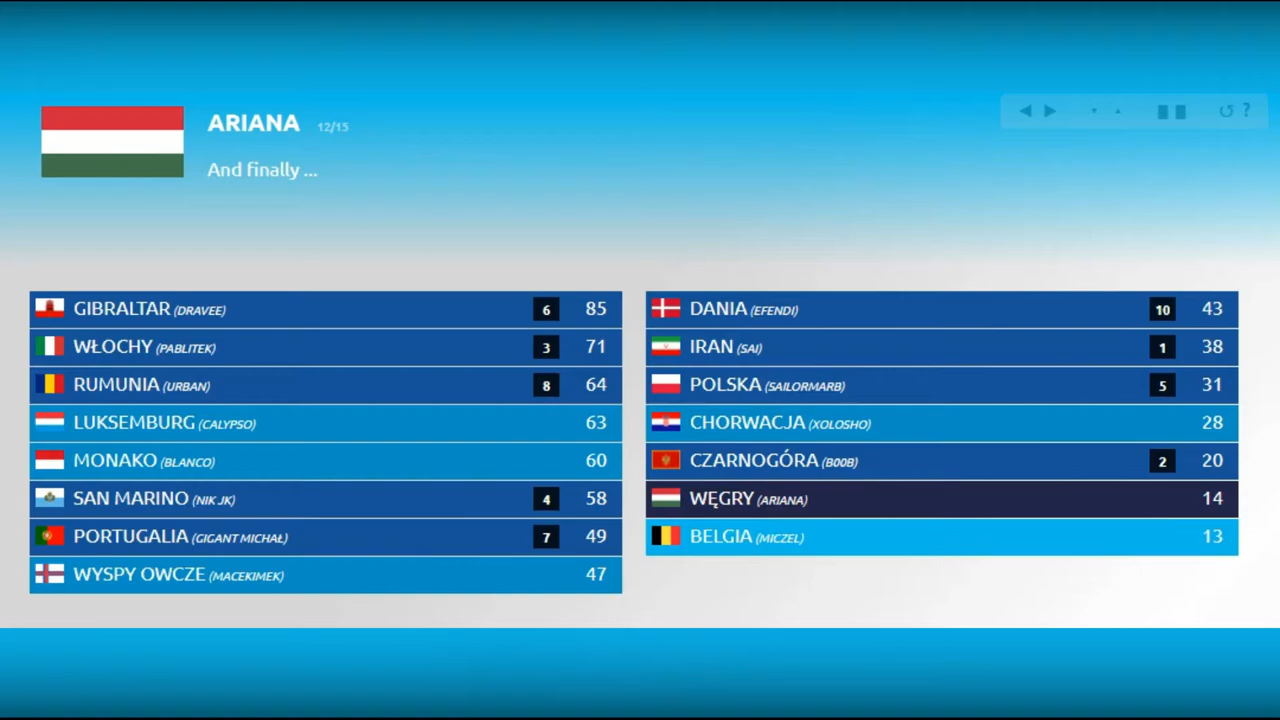 ARIANA 12/15
And finally ...
?
GIBRALTAR (DRAVEE) 6 85
WŁOCHY (PABLITEK) 3 71
RUMUNIA (URBAN) 8 64
LUKSEMBURG (CALYPSO) 63
MONAKO (BLANCO) 60
SAN MARINO (NIK JK) 4 58
PORTUGALIA (GIGANT MICHAŁ) 7 49
WYSPY OWCZE (MACEKIMEK) 47
DANIA (EFENDI) 10 43
IRAN (SAI) 1 38
POLSKA (SAILORMARB) 5 31
CHORWACJA (XOLOSHO) 28
CZARNOGÓRA (B00B) 2 20
WĘGRY (ARIANA) 14
BELGIA (MICZEL) 13